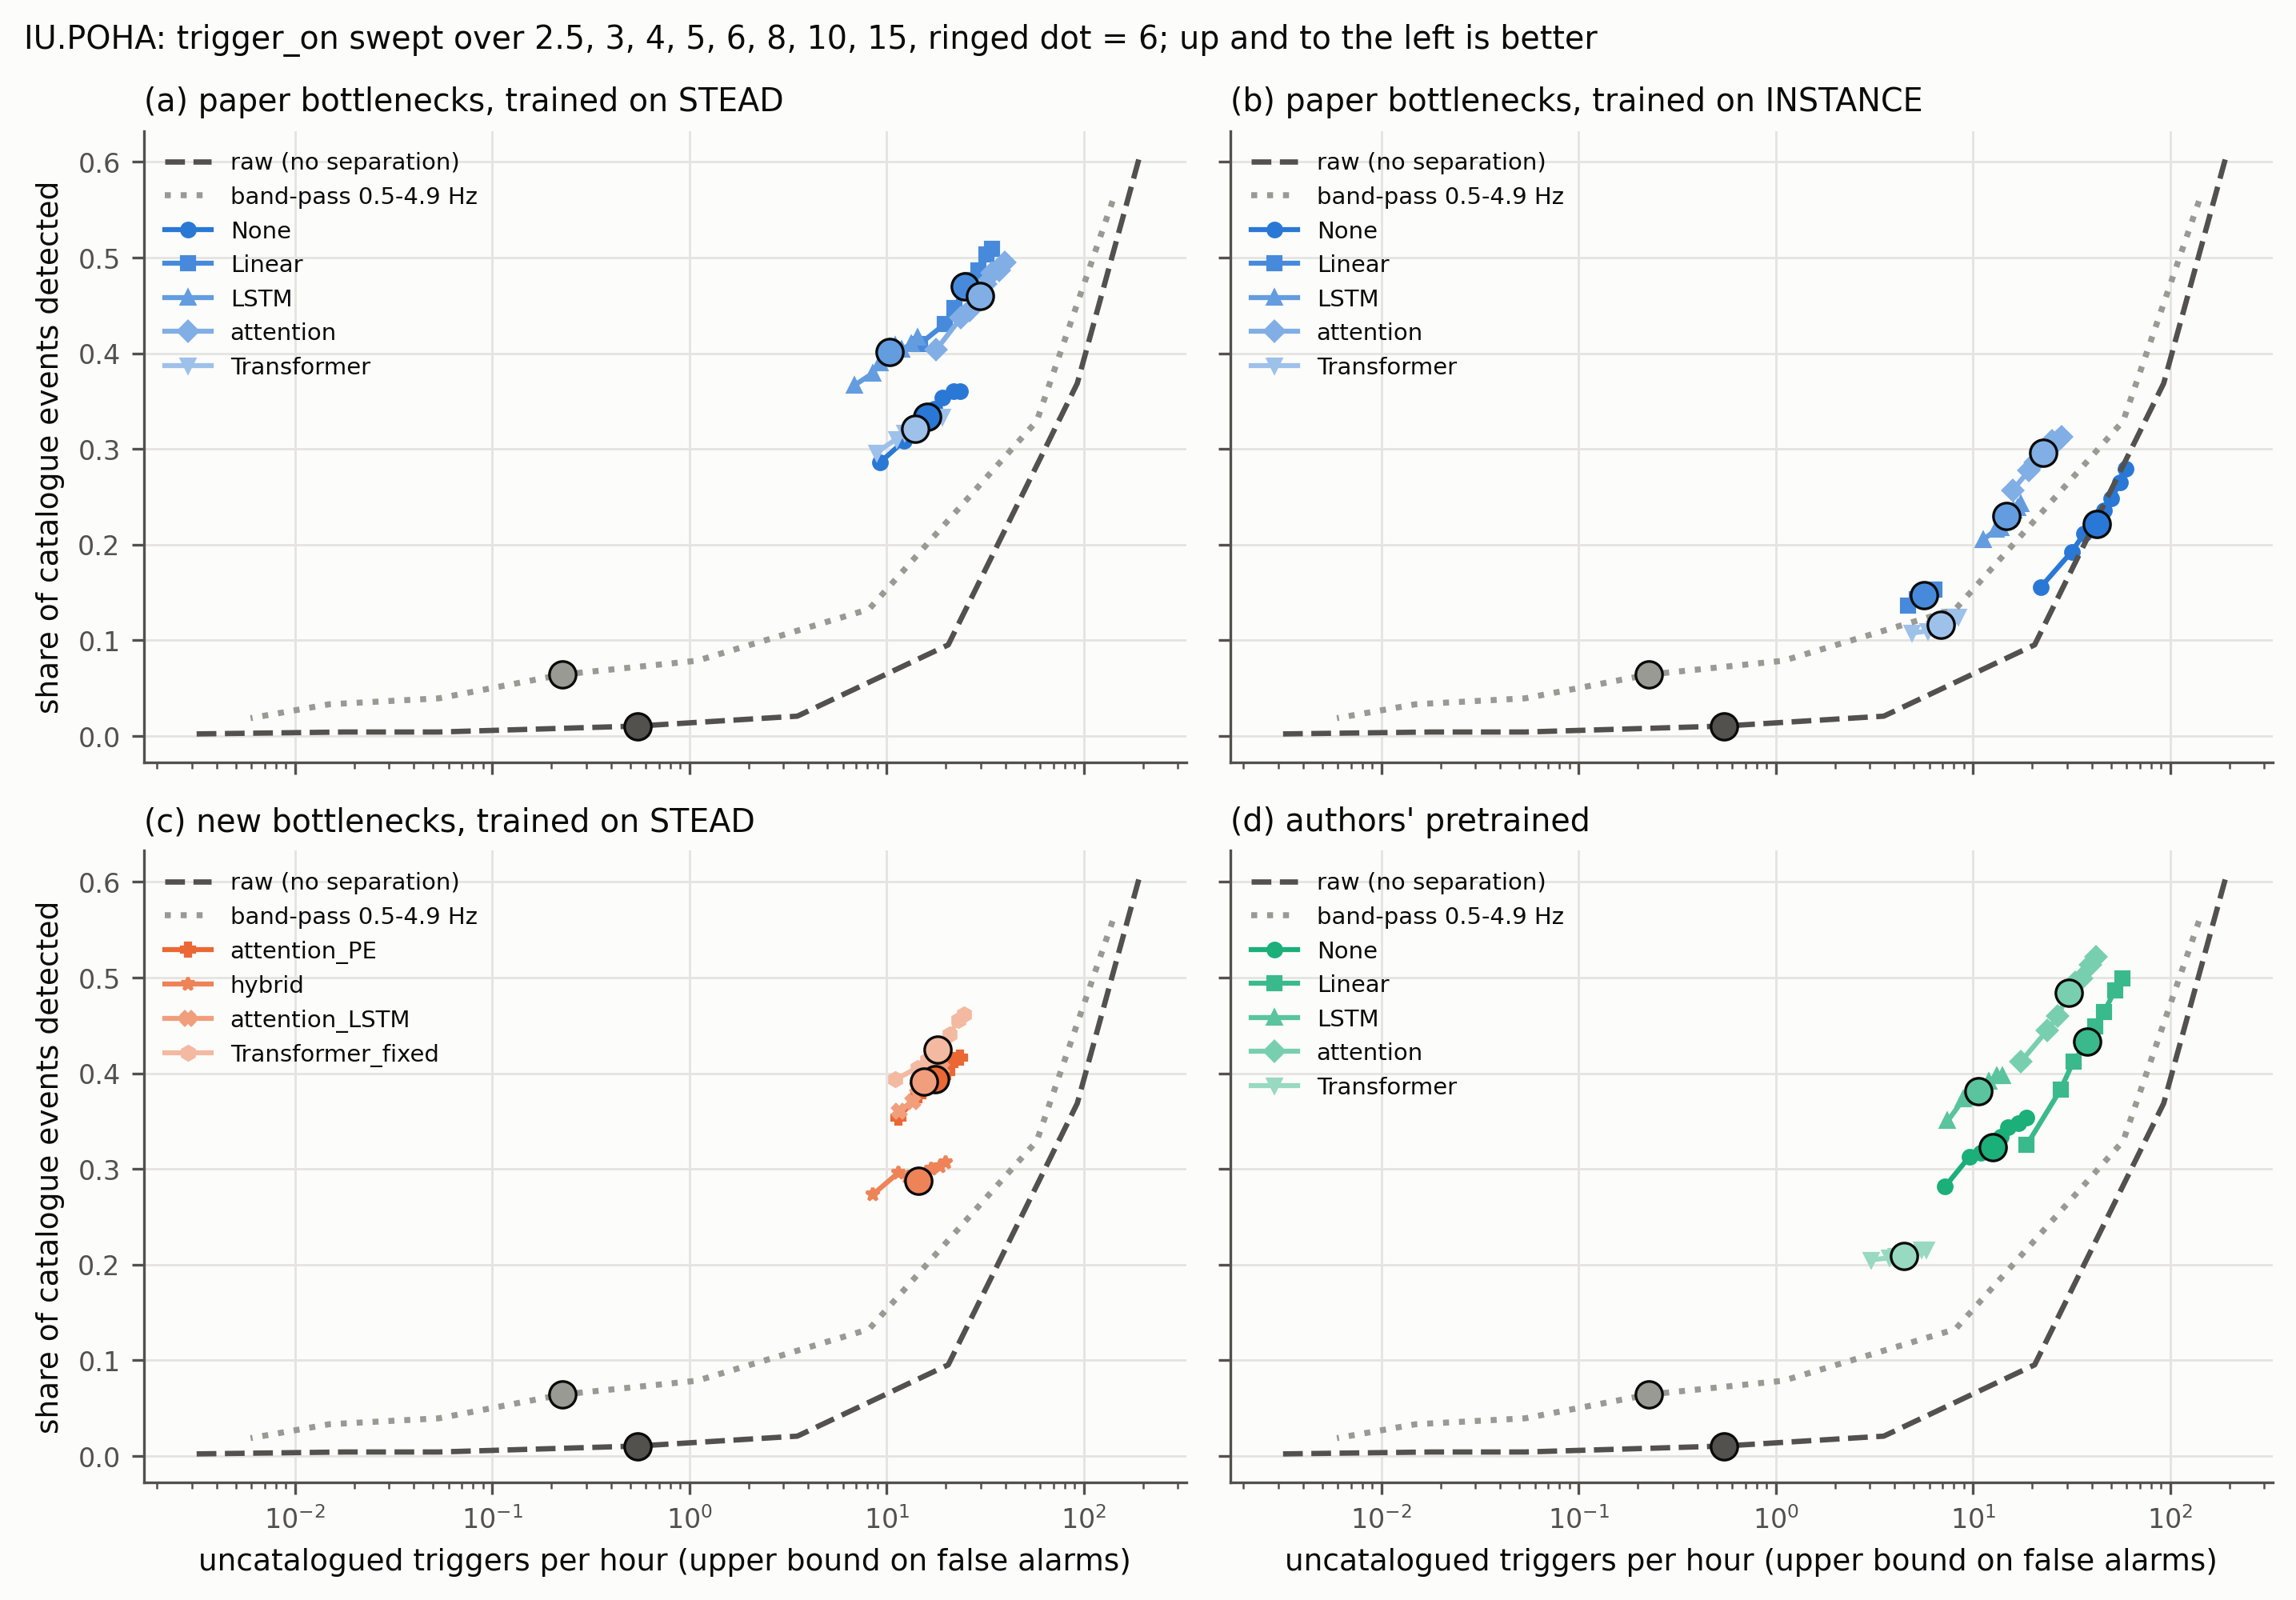 IU.POHA: trigger_on swept over 2.5, 3, 4, 5, 6, 8, 10, 15, ringed dot = 6; up and to the left is better
(a) paper bottlenecks, trained on STEAD
share of catalogue events detected
0.6
0.5
0.4
0.3
0.2
0.1
0.0
raw (no separation)
band-pass 0.5-4.9 Hz
None
Linear
LSTM
attention
Transformer
(b) paper bottlenecks, trained on INSTANCE
raw (no separation)
band-pass 0.5-4.9 Hz
None
Linear
LSTM
attention
Transformer
(c) new bottlenecks, trained on STEAD
share of catalogue events detected
0.6
0.5
0.4
0.3
0.2
0.1
0.0
raw (no separation)
band-pass 0.5-4.9 Hz
attention_PE
hybrid
attention_LSTM
Transformer_fixed
10⁻² 10⁻¹ 10⁰ 10¹ 10²
uncatalogued triggers per hour (upper bound on false alarms)
(d) authors' pretrained
raw (no separation)
band-pass 0.5-4.9 Hz
None
Linear
LSTM
attention
Transformer
10⁻² 10⁻¹ 10⁰ 10¹ 10²
uncatalogued triggers per hour (upper bound on false alarms)